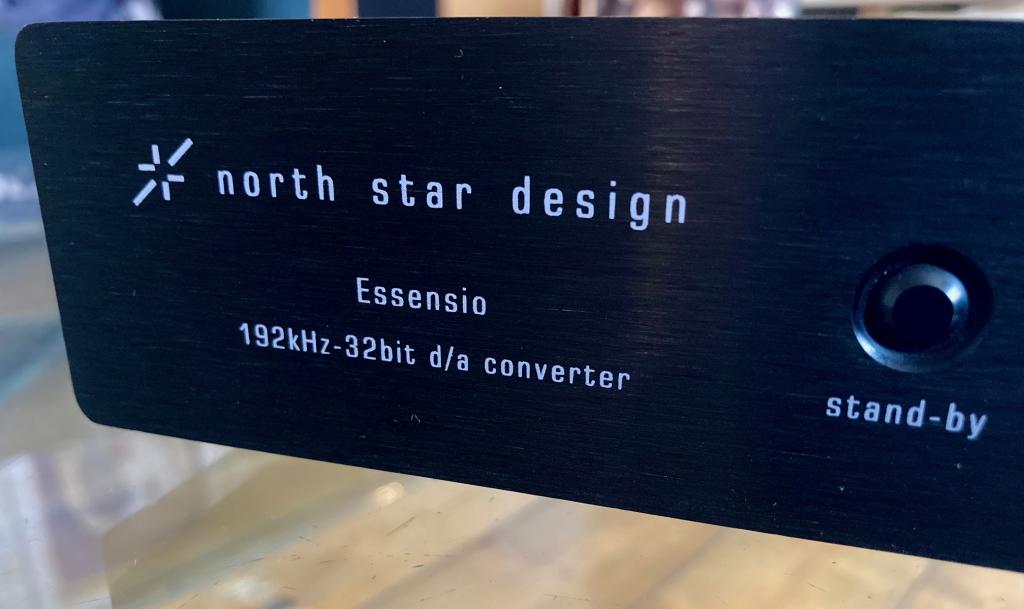 north star design
Essensio
192kHz-32bit d/a converter
stand-by